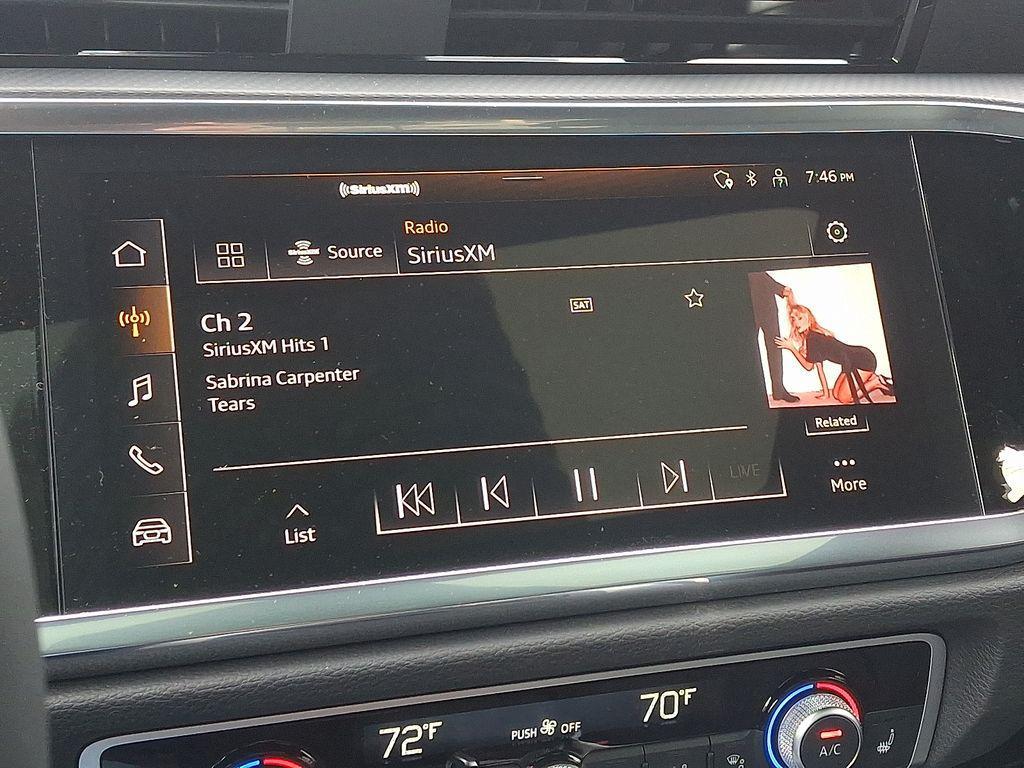 ((SiriusXM))
7:46 PM
Source
Radio
SiriusXM
SAT
Ch 2
SiriusXM Hits 1
Sabrina Carpenter
Tears
Related
LIVE
List
More
72°F
PUSH OFF
70°F
A/C